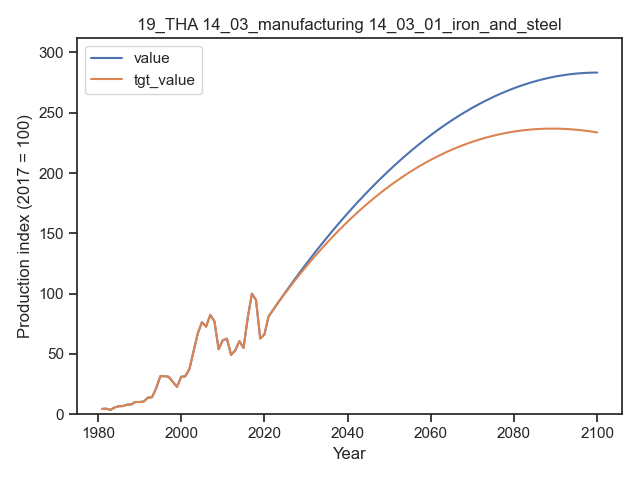 19_THA 14_03_manufacturing 14_03_01_iron_and_steel
value
tgt_value
Production index (2017 = 100)
300
250
200
150
100
50
0
1980 2000 2020 2040 2060 2080 2100
Year